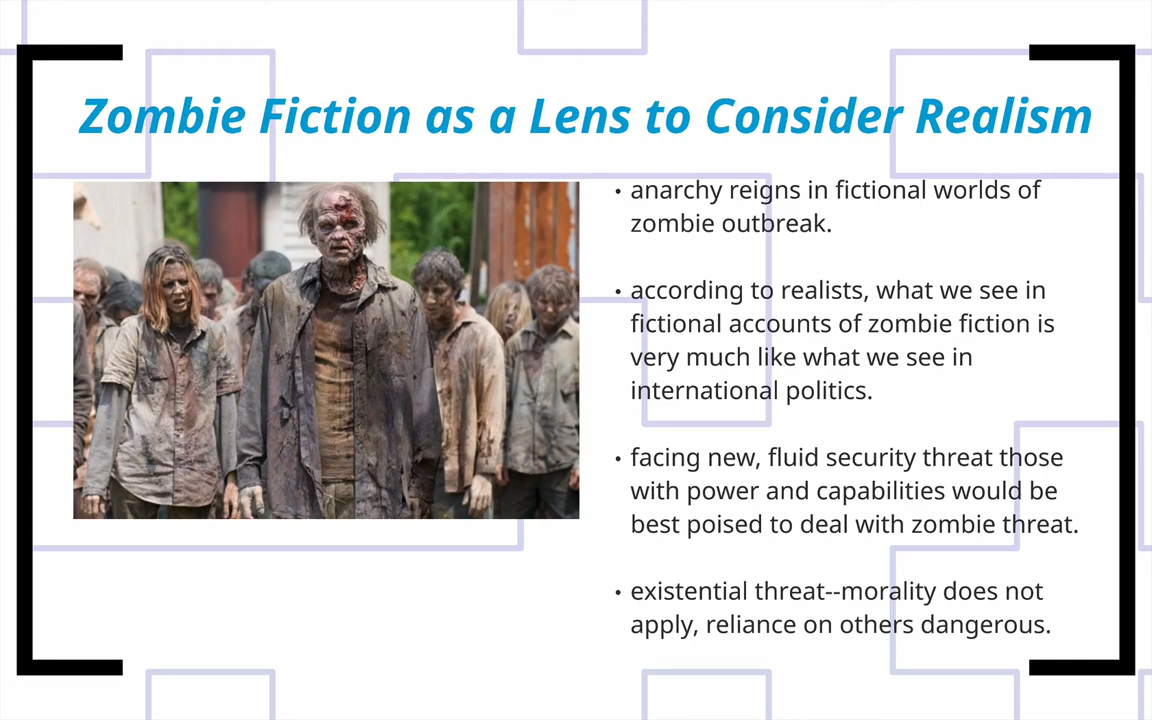 Zombie Fiction as a Lens to Consider Realism
• anarchy reigns in fictional worlds of
zombie outbreak.
• according to realists, what we see in
fictional accounts of zombie fiction is
very much like what we see in
international politics.
• facing new, fluid security threat those
with power and capabilities would be
best poised to deal with zombie threat.
• existential threat--morality does not
apply, reliance on others dangerous.